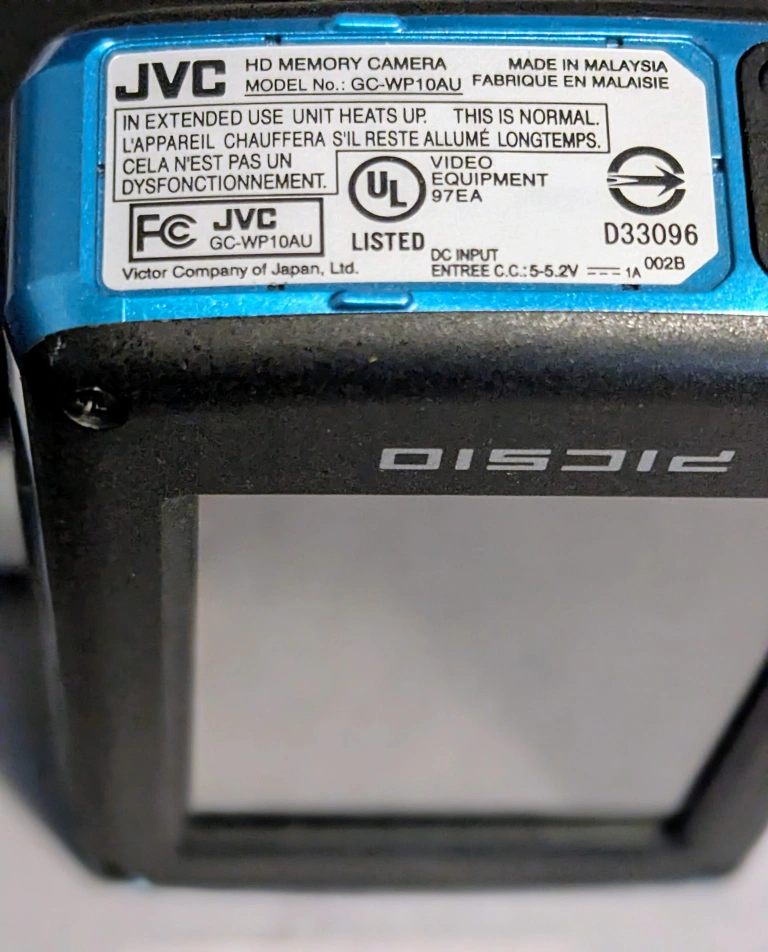 JVC
HD MEMORY CAMERA
MODEL No.: GC-WP10AU
MADE IN MALAYSIA
FABRIQUE EN MALAISIE
IN EXTENDED USE UNIT HEATS UP. THIS IS NORMAL.
L'APPAREIL CHAUFFERA S'IL RESTE ALLUMÉ LONGTEMPS.
CELA N'EST PAS UN
DYSFONCTIONNEMENT.
UL
LISTED
VIDEO
EQUIPMENT
97EA
FC JVC
GC-WP10AU
D33096
Victor Company of Japan, Ltd.
DC INPUT
ENTREE C.C.: 5-5.2V ⎓ 1A
002B
PICSIO